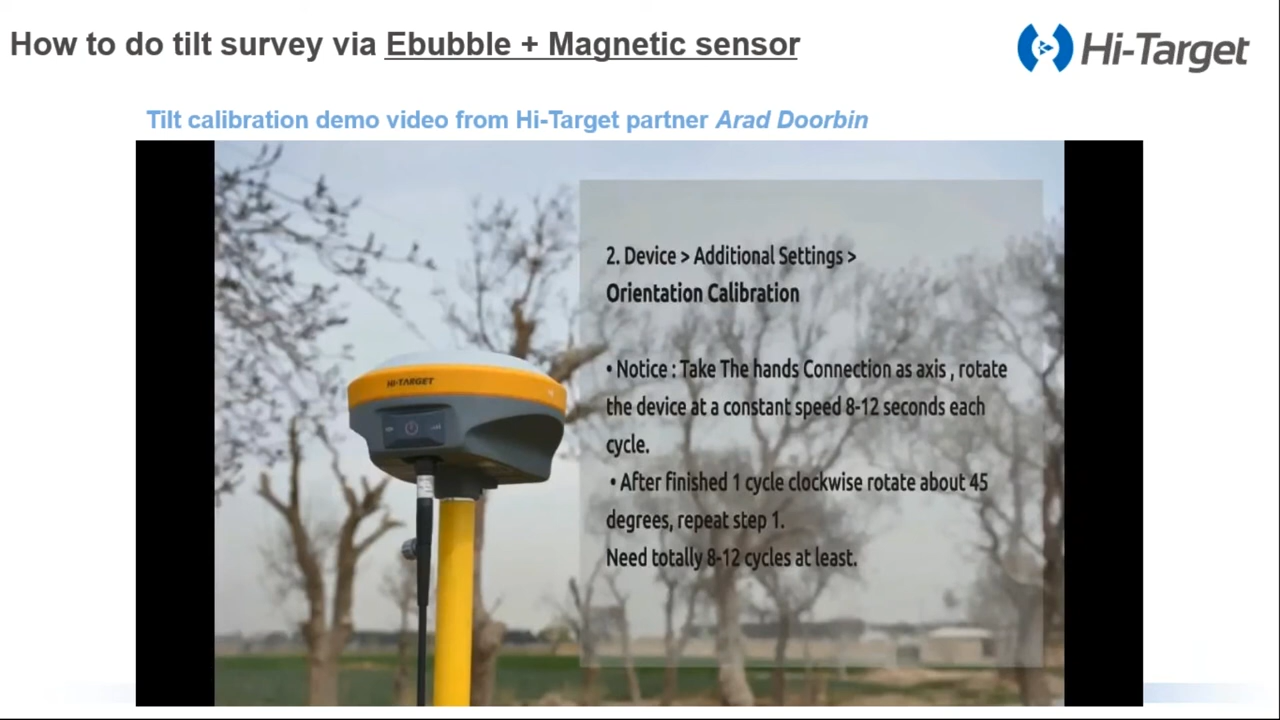 How to do tilt survey via Ebubble + Magnetic sensor
Hi-Target
Tilt calibration demo video from Hi-Target partner Arad Doorbin
2. Device > Additional Settings >
Orientation Calibration
• Notice : Take The hands Connection as axis , rotate
the device at a constant speed 8-12 seconds each
cycle.
• After finished 1 cycle clockwise rotate about 45
degrees, repeat step 1.
Need totally 8-12 cycles at least.
HI-TARGET